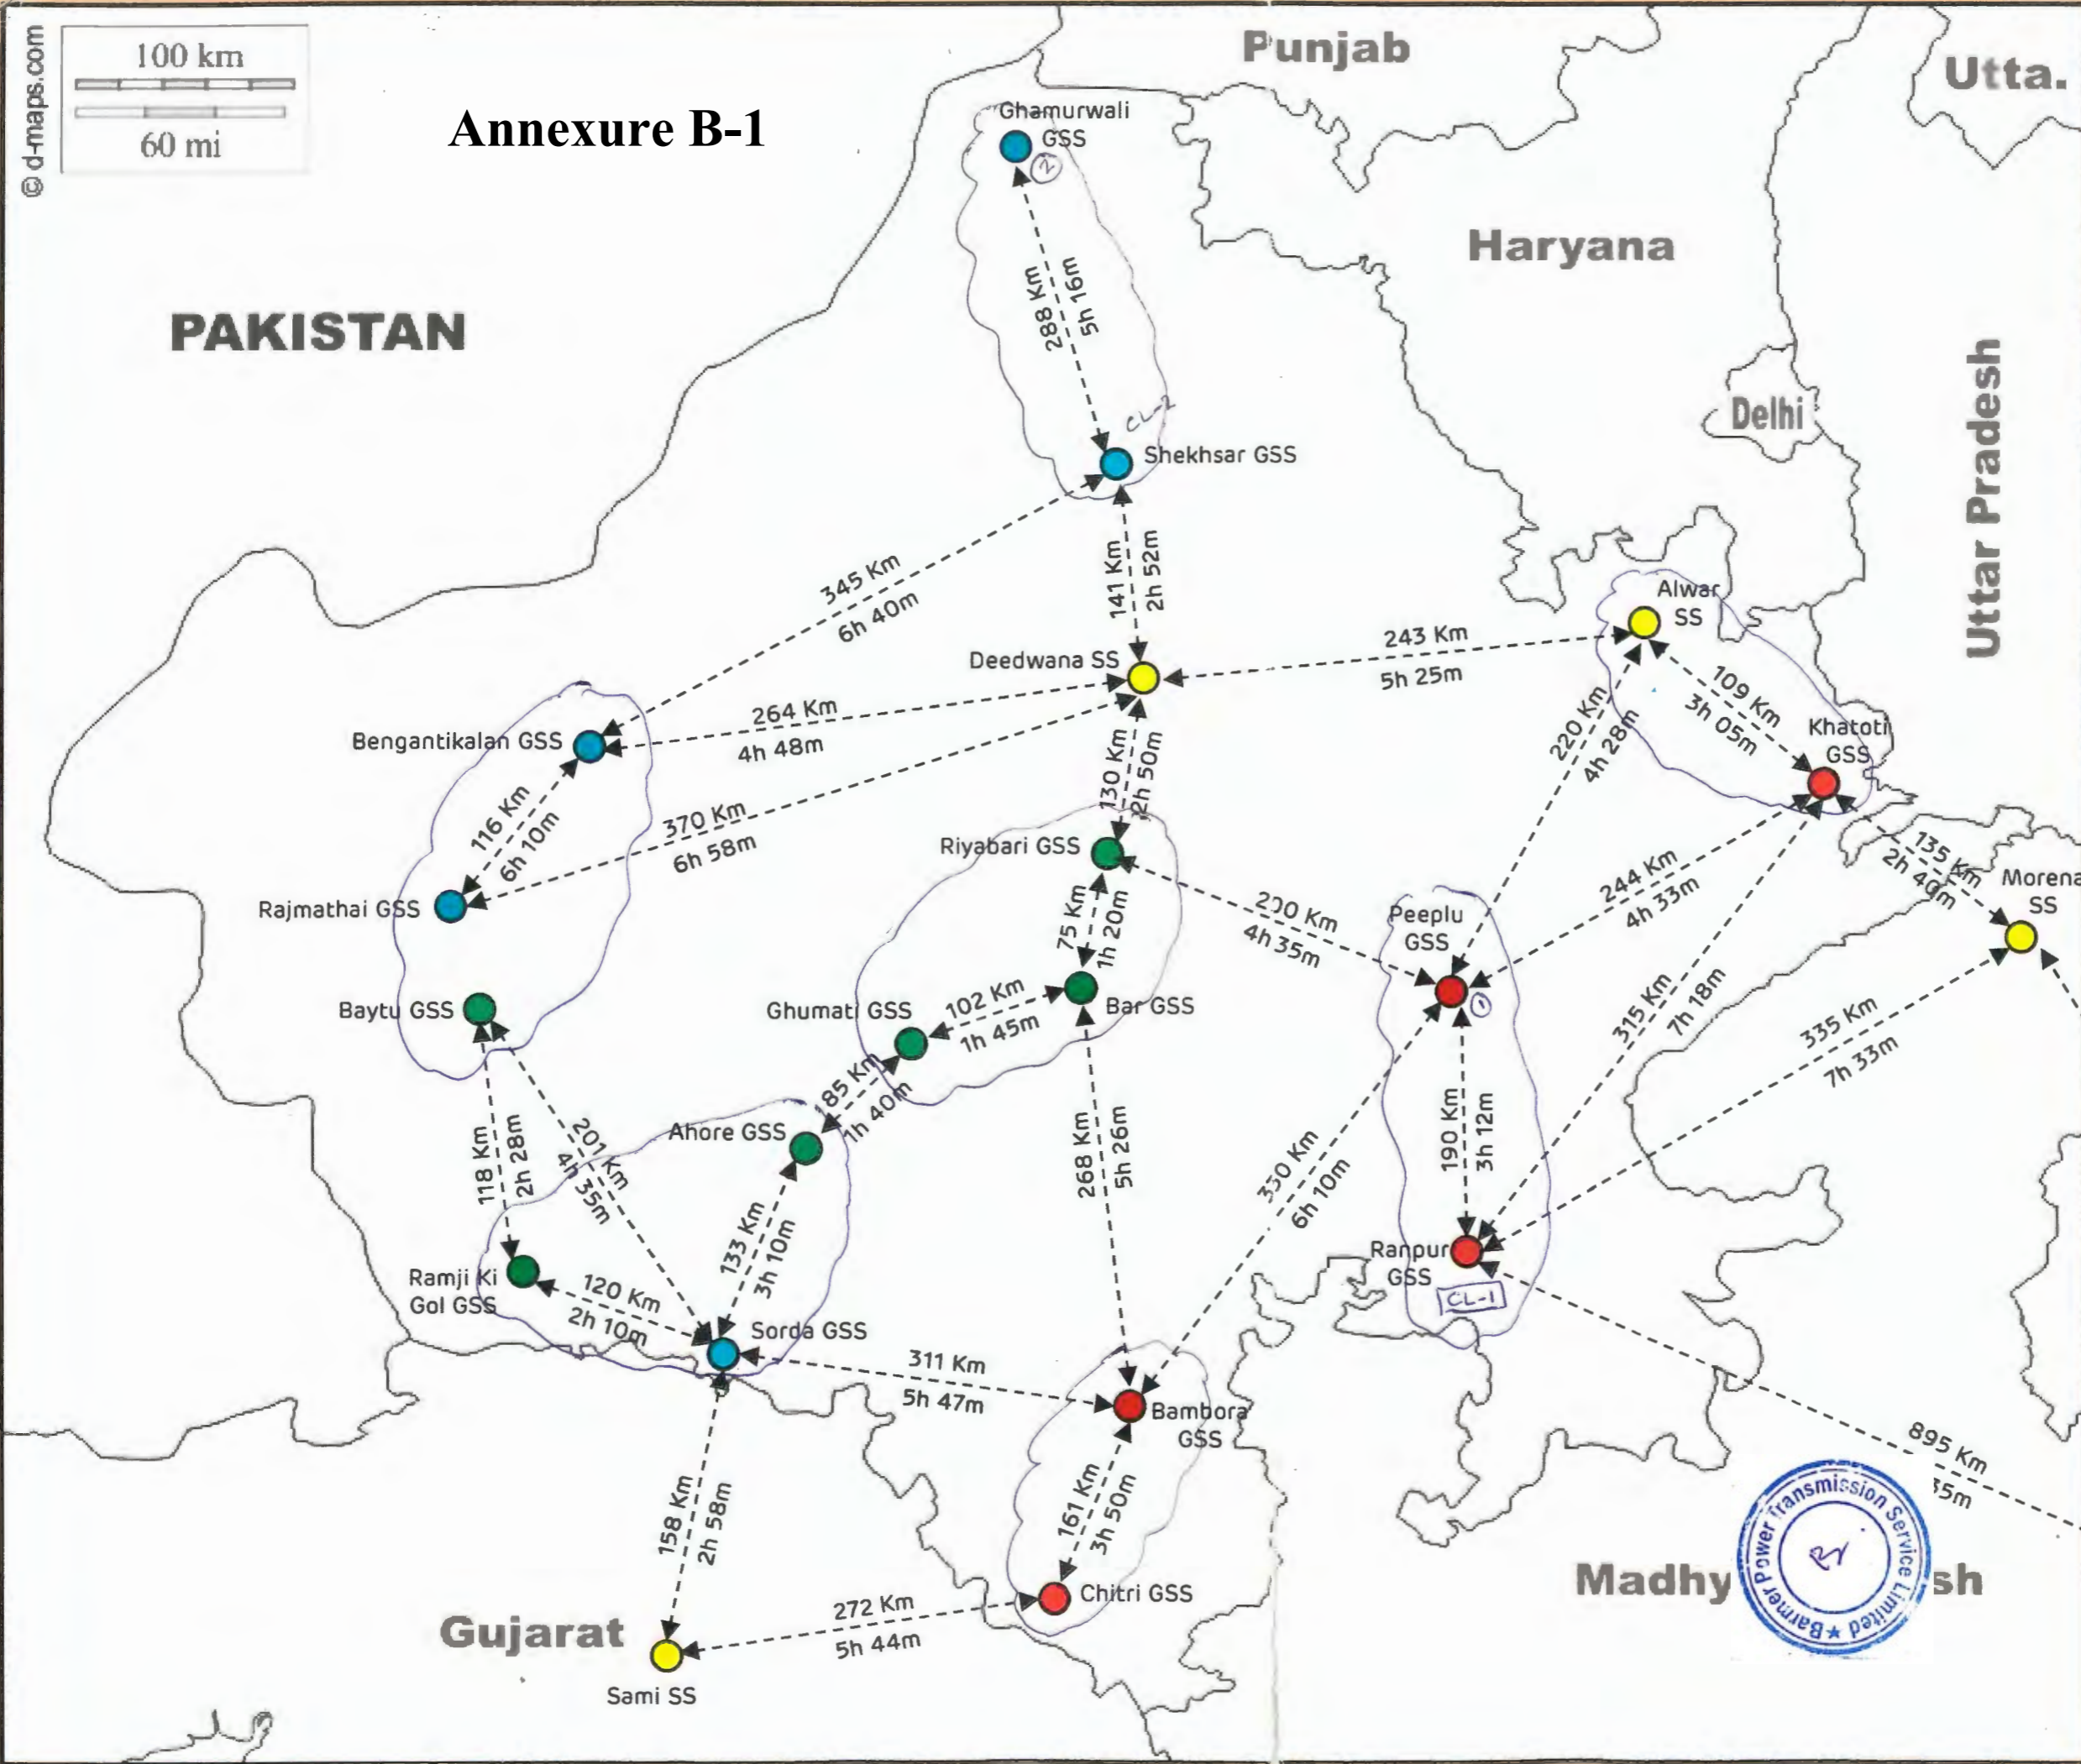 © d-maps.com
100 km
60 mi
Annexure B-1
Punjab
Utta.
Haryana
PAKISTAN
Delhi
Uttar Pradesh
Ghamurwali
GSS
2
288 Km
5h 16m
CL-2
Shekhsar GSS
345 Km
6h 40m
141 Km
2h 52m
Alwar
SS
Deedwana SS
243 Km
5h 25m
109 Km
3h 05m
Khatoti
GSS
Bengantikalan GSS
264 Km
4h 48m
220 Km
4h 28m
130 Km
2h 50m
116 Km
6h 10m
370 Km
6h 58m
Riyabari GSS
135 Km
2h 40m
Morena
SS
244 Km
4h 33m
Rajmathai GSS
75 Km
1h 20m
200 Km
4h 35m
Peeplu
GSS
1
Baytu GSS
Ghumati GSS
102 Km
1h 45m
Bar GSS
315 Km
7h 18m
335 Km
7h 33m
85 Km
1h 40m
Ahore GSS
118 Km
2h 28m
201 Km
4h 35m
268 Km
5h 26m
330 Km
6h 10m
190 Km
3h 12m
133 Km
3h 10m
Ramji Ki
Gol GSS
120 Km
2h 10m
Ranpur
GSS
CL-1
Sorda GSS
311 Km
5h 47m
Bambora
GSS
895 Km
35m
158 Km
2h 58m
161 Km
3h 50m
Chitri GSS
272 Km
5h 44m
Gujarat
Sami SS
Madhy
sh
Barmer Power Transmission Service Limited